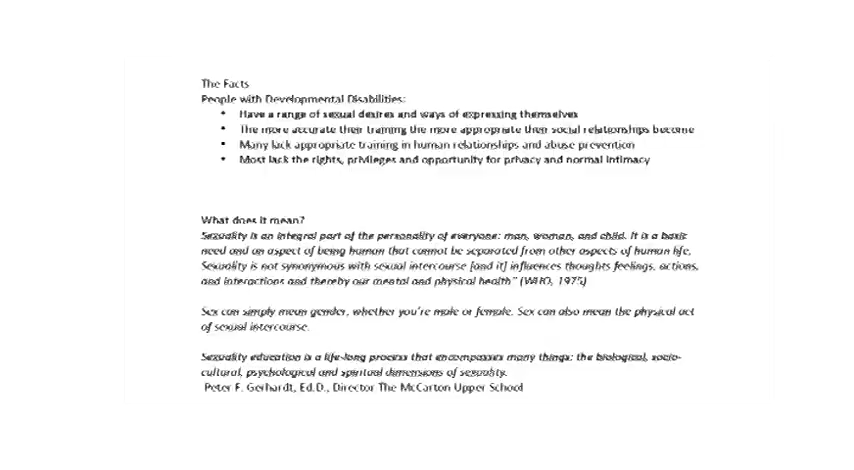 The Facts
People with Developmental Disabilities:
• Have a range of sexual desires and ways of expressing themselves
• The more accurate their training the more appropriate their social relationships become
• Many lack appropriate training in human relationships and abuse prevention
• Most lack the rights, privileges and opportunity for privacy and normal intimacy
What does it mean?
Sexuality is an integral part of the personality of everyone: man, woman, and child. It is a basic
need and an aspect of being human that cannot be separated from other aspects of human life.
Sexuality is not synonymous with sexual intercourse [and it] influences thoughts feelings, actions,
and interactions and thereby our mental and physical health" (WHO, 1975)
Sex can simply mean gender, whether you're male or female. Sex can also mean the physical act
of sexual intercourse.
Sexuality education is a life-long process that encompasses many things: the biological, socio-
cultural, psychological and spiritual dimensions of sexuality.
Peter F. Gerhardt, Ed.D., Director The McCarton Upper School